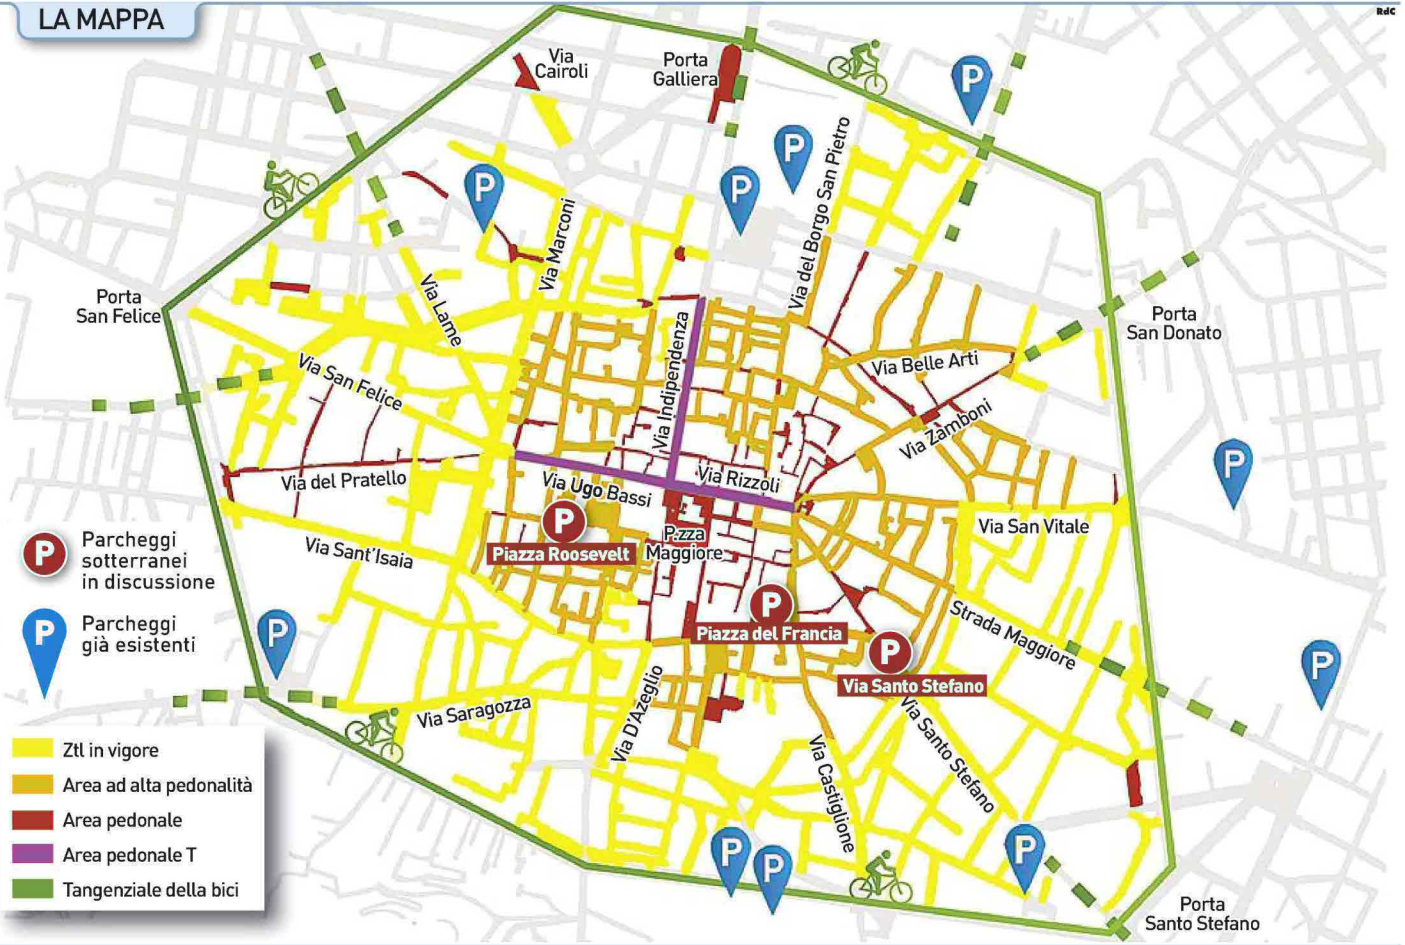 LA MAPPA
RdC
Via
Cairoli
Porta
Galliera
P
P
P
P
Via del Borgo San Pietro
Via Marconi
Porta
San Felice
Via Lame
Porta
San Donato
Via Indipendenza
Via Belle Arti
Via San Felice
Via Zamboni
Via del Pratello
Via Rizzoli
Via Ugo Bassi
P
P
Piazza Roosevelt
P.zza
Maggiore
Via San Vitale
Via Sant'Isaia
P
Parcheggi
sotterranei
in discussione
P
Parcheggi
già esistenti
P
P
Piazza del Francia
Strada Maggiore
P
Via Santo Stefano
P
Via Saragozza
Via D'Azeglio
Via Santo Stefano
Via Castiglione
Ztl in vigore
Area ad alta pedonalità
Area pedonale
Area pedonale T
Tangenziale della bici
P
P
P
Porta
Santo Stefano